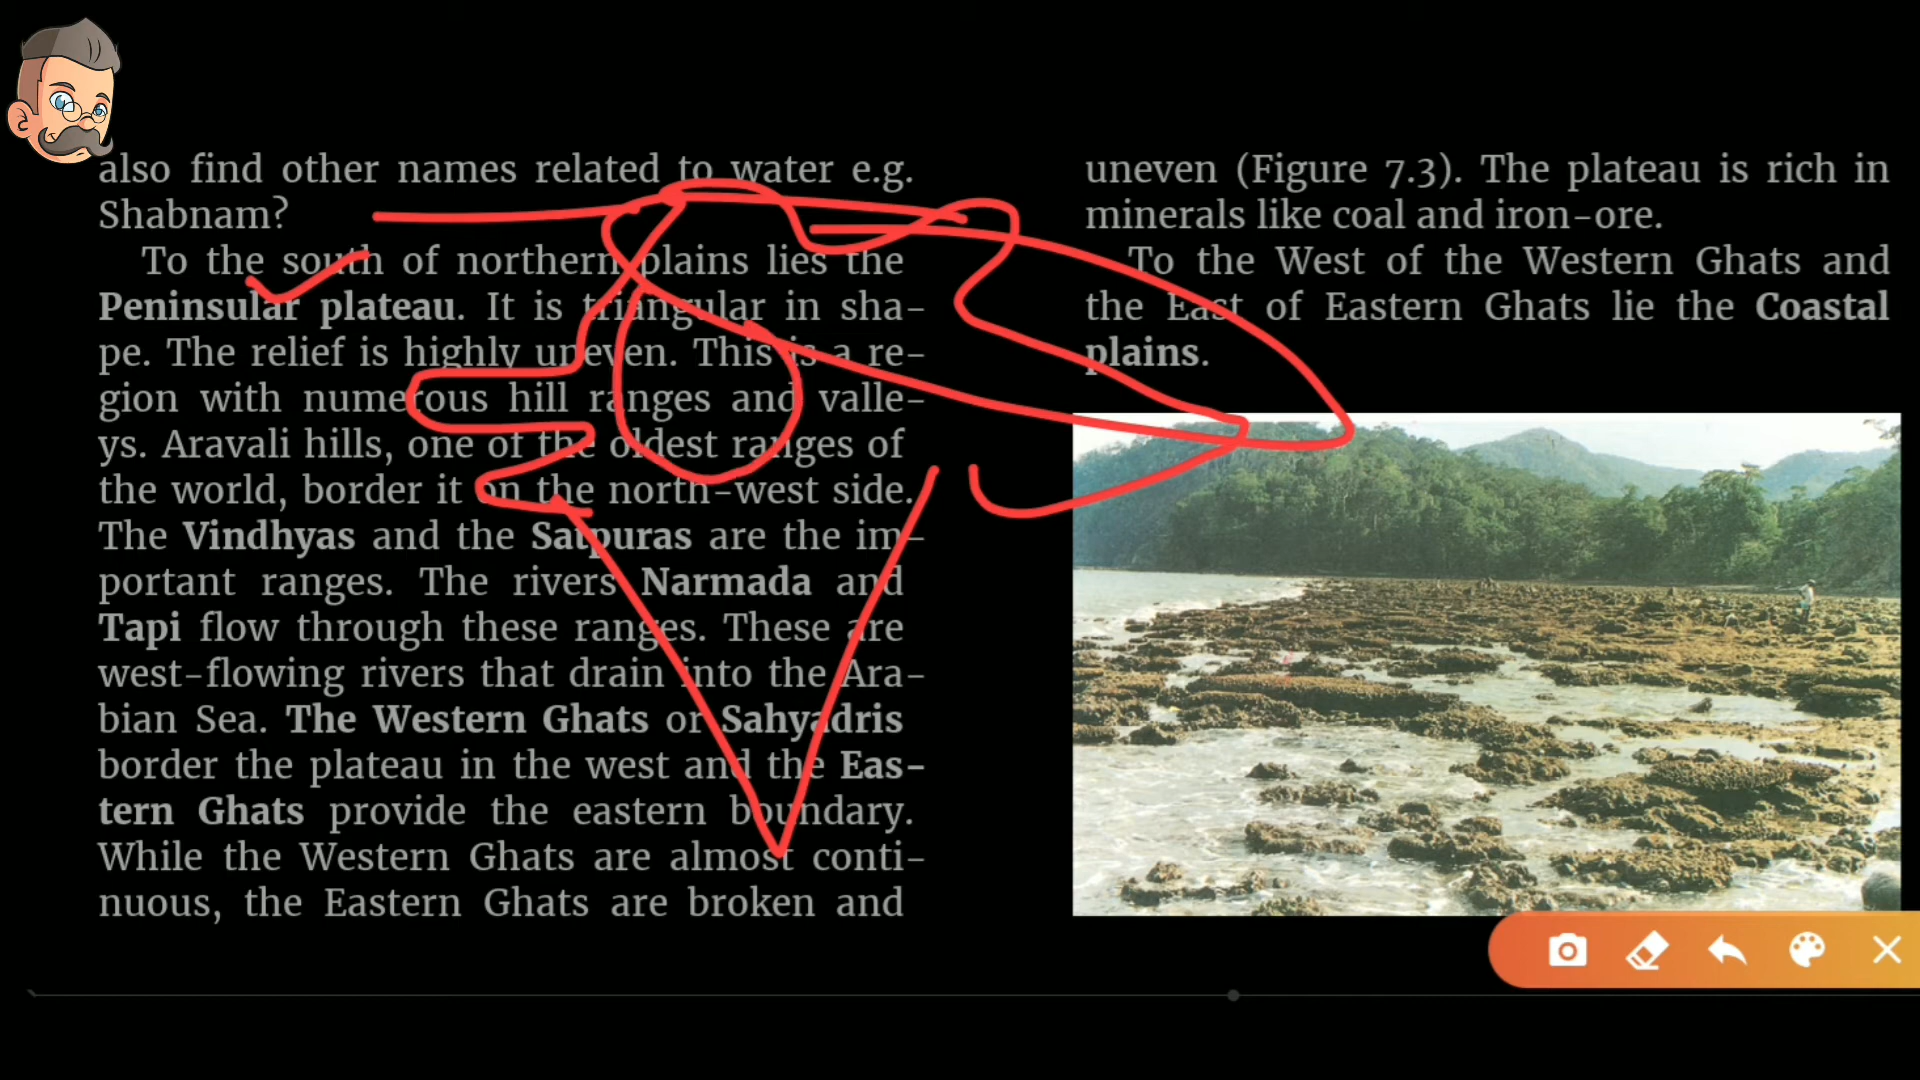 also find other names related to water e.g.
Shabnam?
To the south of northern plains lies the
Peninsular plateau. It is triangular in sha-
pe. The relief is highly uneven. This is a re-
gion with numerous hill ranges and valle-
ys. Aravali hills, one of the oldest ranges of
the world, border it on the north-west side.
The Vindhyas and the Satpuras are the im-
portant ranges. The rivers Narmada and
Tapi flow through these ranges. These are
west-flowing rivers that drain into the Ara-
bian Sea. The Western Ghats or Sahyadris
border the plateau in the west and the Eas-
tern Ghats provide the eastern boundary.
While the Western Ghats are almost conti-
nuous, the Eastern Ghats are broken and
uneven (Figure 7.3). The plateau is rich in
minerals like coal and iron-ore.
To the West of the Western Ghats and
the East of Eastern Ghats lie the Coastal
plains.